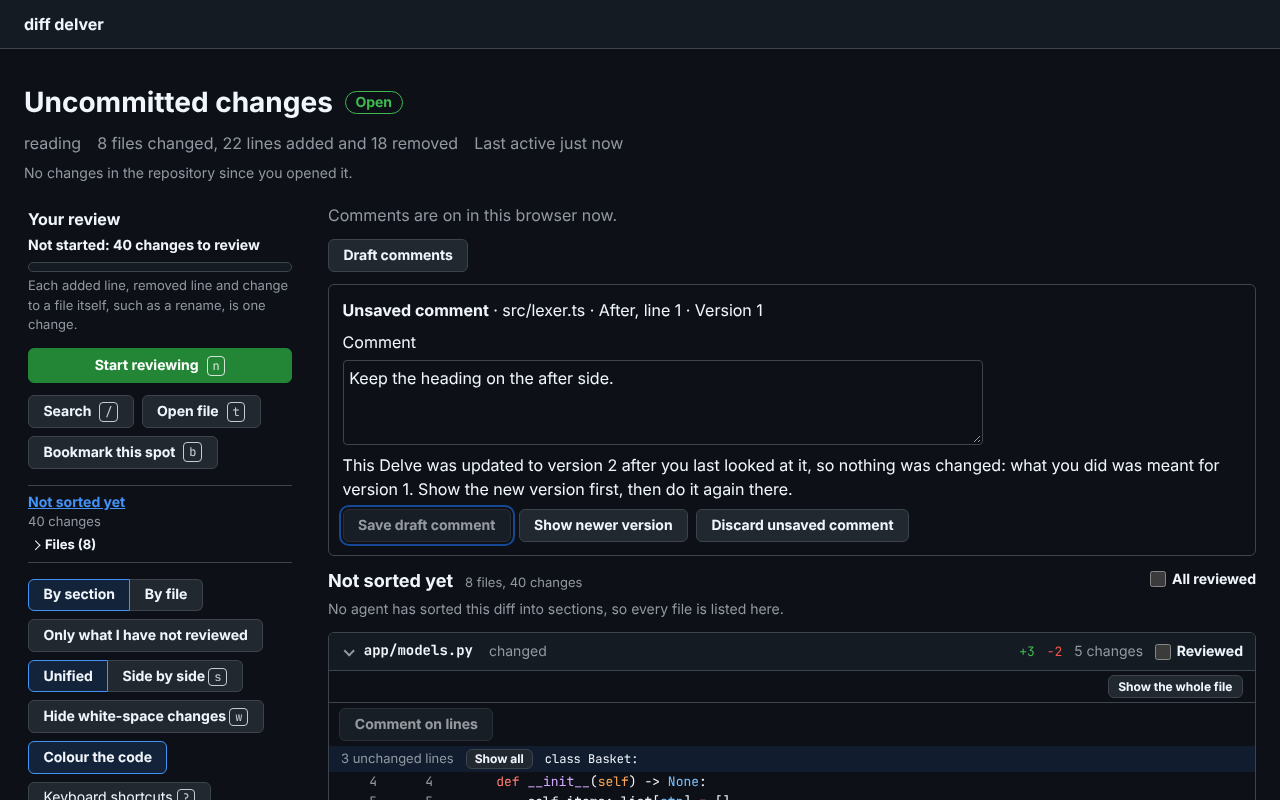 diff delver
Uncommitted changes Open
reading 8 files changed, 22 lines added and 18 removed Last active just now
No changes in the repository since you opened it.
Your review
Not started: 40 changes to review
Each added line, removed line and change
to a file itself, such as a rename, is one
change.
Start reviewing n
Search / Open file t
Bookmark this spot b
Not sorted yet
40 changes
Files (8)
By section By file
Only what I have not reviewed
Unified Side by side s
Hide white-space changes w
Colour the code
Keyboard shortcuts ?
Comments are on in this browser now.
Draft comments
Unsaved comment · src/lexer.ts · After, line 1 · Version 1
Comment
Keep the heading on the after side.
This Delve was updated to version 2 after you last looked at it, so nothing was changed: what you did was meant for
version 1. Show the new version first, then do it again there.
Save draft comment Show newer version Discard unsaved comment
Not sorted yet 8 files, 40 changes All reviewed
No agent has sorted this diff into sections, so every file is listed here.
app/models.py changed +3 -2 5 changes Reviewed
Show the whole file
Comment on lines
3 unchanged lines Show all class Basket:
4 4 def __init__(self) -> None:
5 5 self.items: list[str] = []